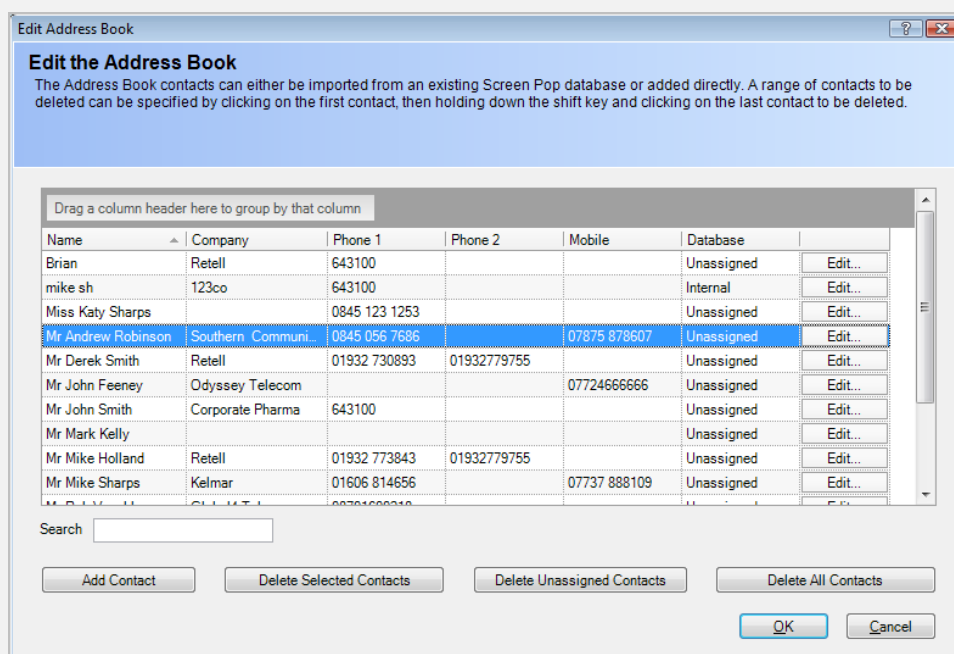 Edit Address Book
Edit the Address Book
The Address Book contacts can either be imported from an existing Screen Pop database or added directly. A range of contacts to be
deleted can be specified by clicking on the first contact, then holding down the shift key and clicking on the last contact to be deleted.
Drag a column header here to group by that column
Name Company Phone 1 Phone 2 Mobile Database
Brian Retell 643100 Unassigned Edit...
mike sh 123co 643100 Internal Edit...
Miss Katy Sharps 0845 123 1253 Unassigned Edit...
Mr Andrew Robinson Southern Communi... 0845 056 7686 07875 878607 Unassigned Edit...
Mr Derek Smith Retell 01932 730893 01932779755 Unassigned Edit...
Mr John Feeney Odyssey Telecom 07724666666 Unassigned Edit...
Mr John Smith Corporate Pharma 643100 Unassigned Edit...
Mr Mark Kelly Unassigned Edit...
Mr Mike Holland Retell 01932 773843 01932779755 Unassigned Edit...
Mr Mike Sharps Kelmar 01606 814656 07737 888109 Unassigned Edit...
Search
Add Contact Delete Selected Contacts Delete Unassigned Contacts Delete All Contacts
OK Cancel